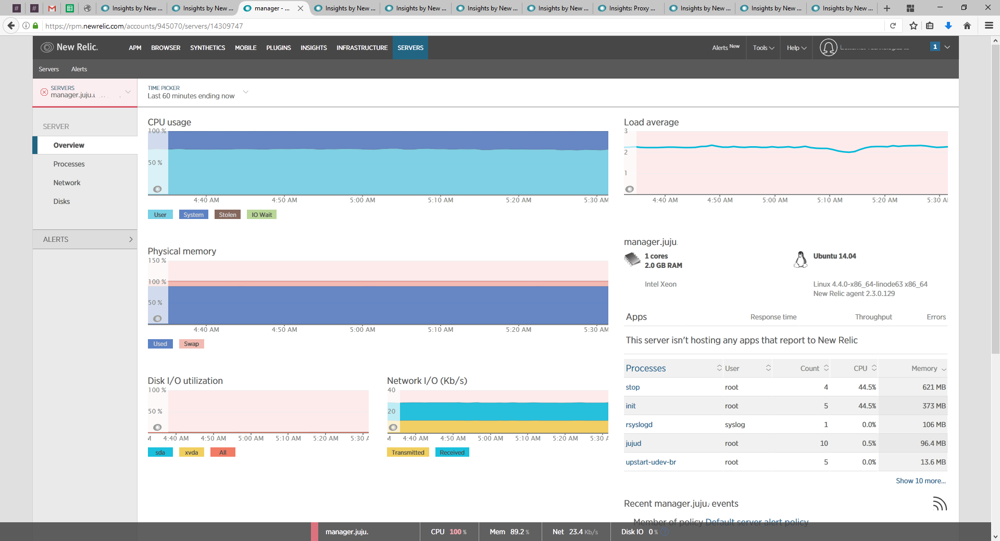 Insights by New ...
Insights by New ...
manager - ...
Insights by New ...
Insights by New ...
Insights by New ...
Insights by New ...
Insights: Proxy ...
Insights by New ...
Insights by New ...
Insights by New ...
https://rpm.newrelic.com/accounts/945070/servers/14309747
New Relic.
APM BROWSER SYNTHETICS MOBILE PLUGINS INSIGHTS INFRASTRUCTURE SERVERS
Alerts New Tools Help 1
Servers Alerts
SERVERS
manager.juju.
TIME PICKER
Last 60 minutes ending now
SERVER
Overview
Processes
Network
Disks
ALERTS
CPU usage
100 %
50 %
4:40 AM 4:50 AM 5:00 AM 5:10 AM 5:20 AM 5:30 AM
User System Stolen IO Wait
Load average
3
2
1
4:40 AM 4:50 AM 5:00 AM 5:10 AM 5:20 AM 5:30 A
Physical memory
150 %
100 %
50 %
4:40 AM 4:50 AM 5:00 AM 5:10 AM 5:20 AM 5:30 AM
Used Swap
manager.juju.
1 cores
2.0 GB RAM
Intel Xeon
Ubuntu 14.04
Linux 4.4.0-x86_64-linode63 x86_64
New Relic agent 2.3.0.129
Apps Response time Throughput Errors
This server isn't hosting any apps that report to New Relic
Disk I/O utilization
100 %
50 %
M 4:40 AM 4:50 AM 5:00 AM 5:10 AM 5:20 AM 5:30 A
sda xvda All
Network I/O (Kb/s)
40
20
M 4:40 AM 4:50 AM 5:00 AM 5:10 AM 5:20 AM 5:30 A
Transmitted Received
Processes User Count CPU Memory
stop root 4 44.5% 621 MB
init root 5 44.5% 373 MB
rsyslogd syslog 1 0.0% 106 MB
jujud root 10 0.5% 96.4 MB
upstart-udev-br root 5 0.0% 13.6 MB
Show 10 more...
Recent manager.juju. events
Member of policy Default server alert policy
manager.juju. CPU 100 % Mem 89.2 % Net 23.4 Kb/s Disk IO 0 % ?